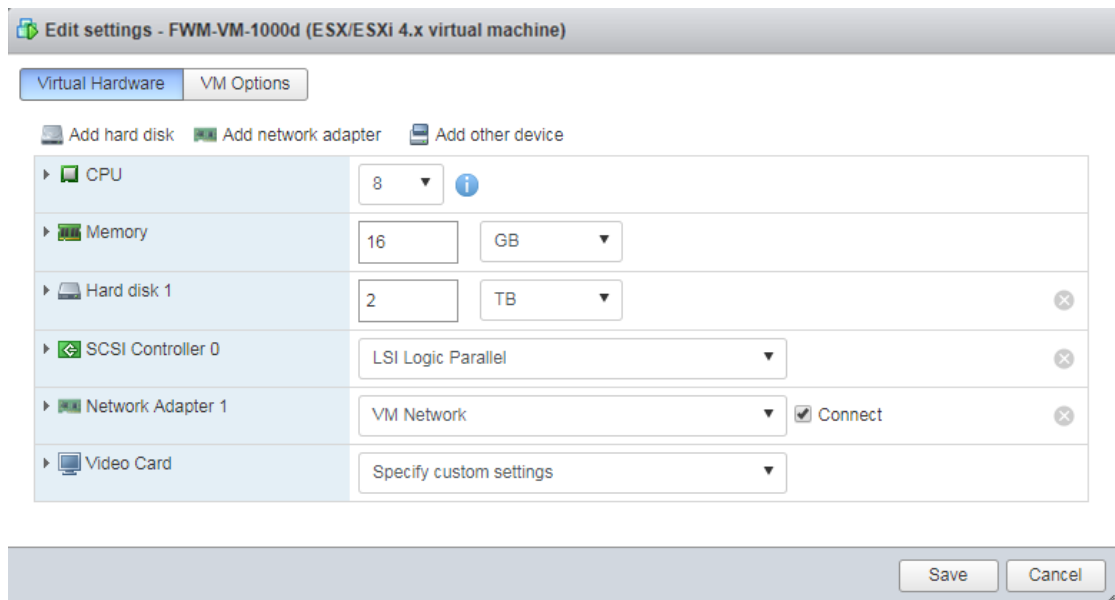 Edit settings - FWM-VM-1000d (ESX/ESXi 4.x virtual machine)
Virtual Hardware VM Options
Add hard disk Add network adapter Add other device
CPU 8
Memory 16 GB
Hard disk 1 2 TB
SCSI Controller 0 LSI Logic Parallel
Network Adapter 1 VM Network Connect
Video Card Specify custom settings
Save Cancel